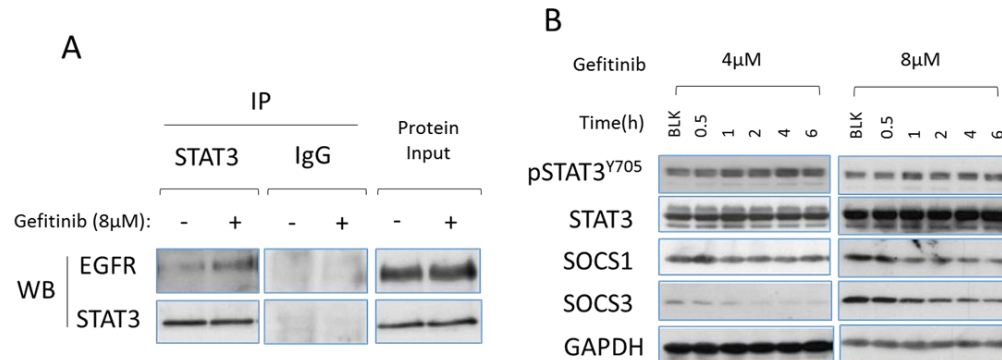 A
IP
STAT3 IgG Protein Input
Gefitinib (8μM): - + - + - +
WB
EGFR
STAT3
B
Gefitinib 4μM 8μM
Time(h) BLK 0.5 1 2 4 6 BLK 0.5 1 2 4 6
pSTAT3Y705
STAT3
SOCS1
SOCS3
GAPDH